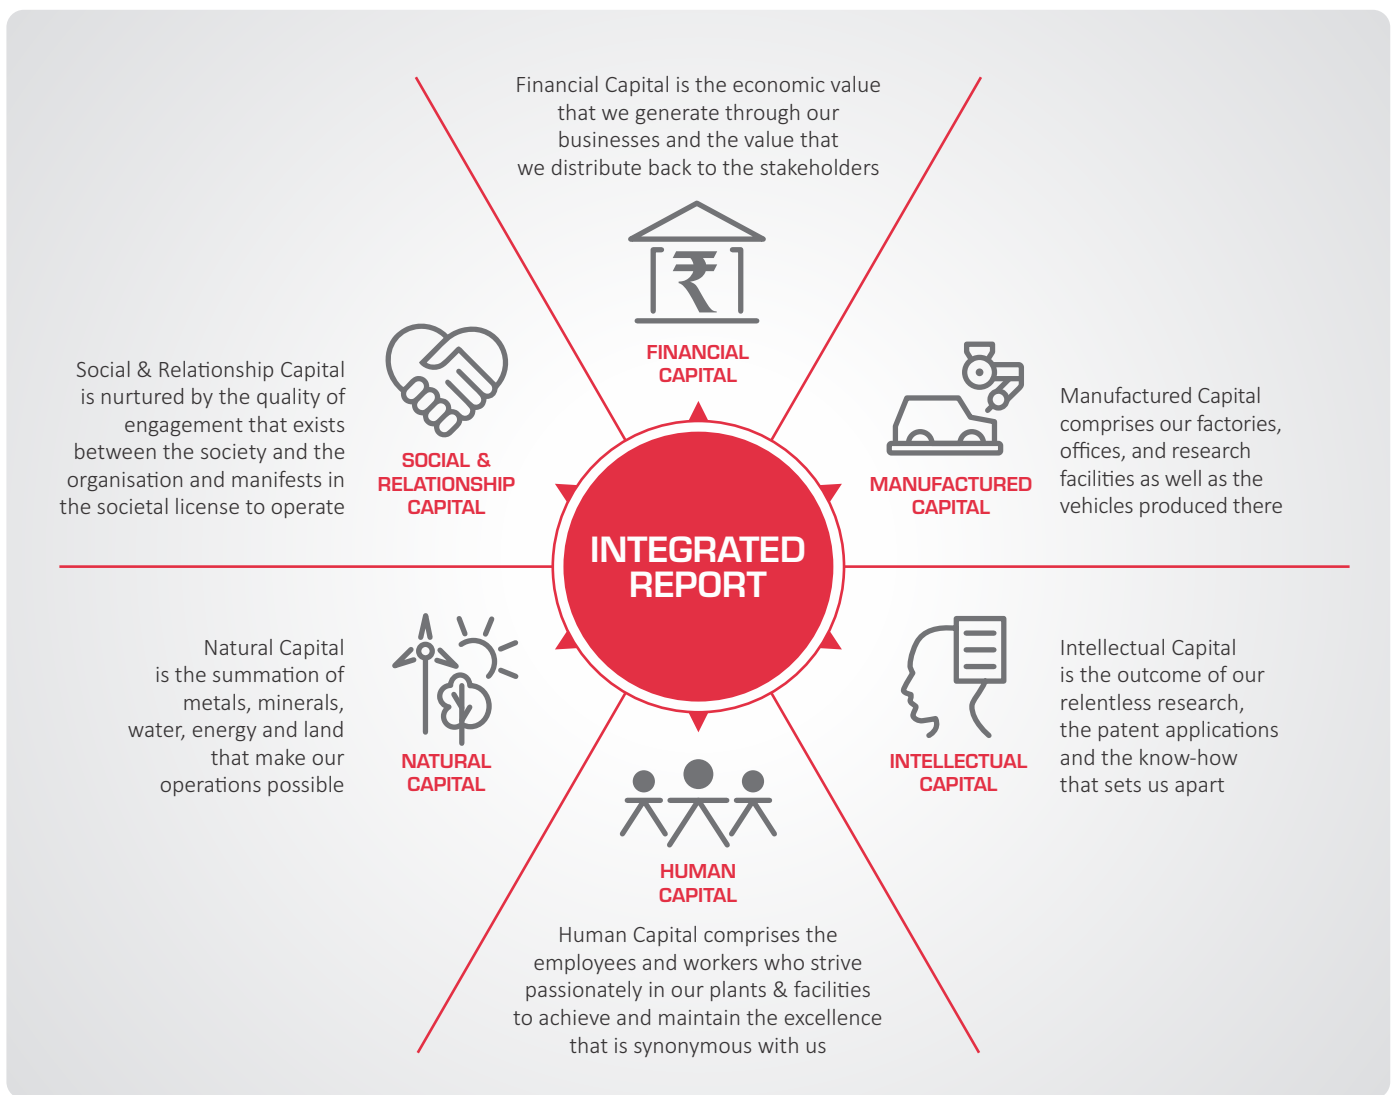 Financial Capital is the economic value
that we generate through our
businesses and the value that
we distribute back to the stakeholders
₹
FINANCIAL
CAPITAL
Social & Relationship Capital
is nurtured by the quality of
engagement that exists
between the society and the
organisation and manifests in
the societal license to operate
SOCIAL &
RELATIONSHIP
CAPITAL
MANUFACTURED
CAPITAL
Manufactured Capital
comprises our factories,
offices, and research
facilities as well as the
vehicles produced there
INTEGRATED
REPORT
Natural Capital
is the summation of
metals, minerals,
water, energy and land
that make our
operations possible
NATURAL
CAPITAL
INTELLECTUAL
CAPITAL
Intellectual Capital
is the outcome of our
relentless research,
the patent applications
and the know-how
that sets us apart
HUMAN
CAPITAL
Human Capital comprises the
employees and workers who strive
passionately in our plants & facilities
to achieve and maintain the excellence
that is synonymous with us